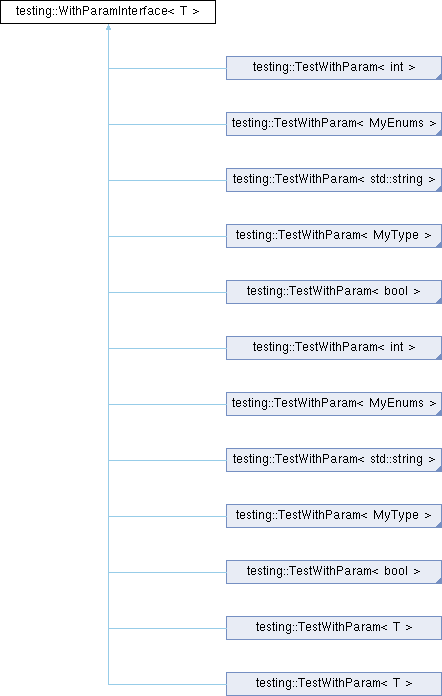 testing::WithParamInterface< T >
testing::TestWithParam< int >
testing::TestWithParam< MyEnums >
testing::TestWithParam< std::string >
testing::TestWithParam< MyType >
testing::TestWithParam< bool >
testing::TestWithParam< int >
testing::TestWithParam< MyEnums >
testing::TestWithParam< std::string >
testing::TestWithParam< MyType >
testing::TestWithParam< bool >
testing::TestWithParam< T >
testing::TestWithParam< T >